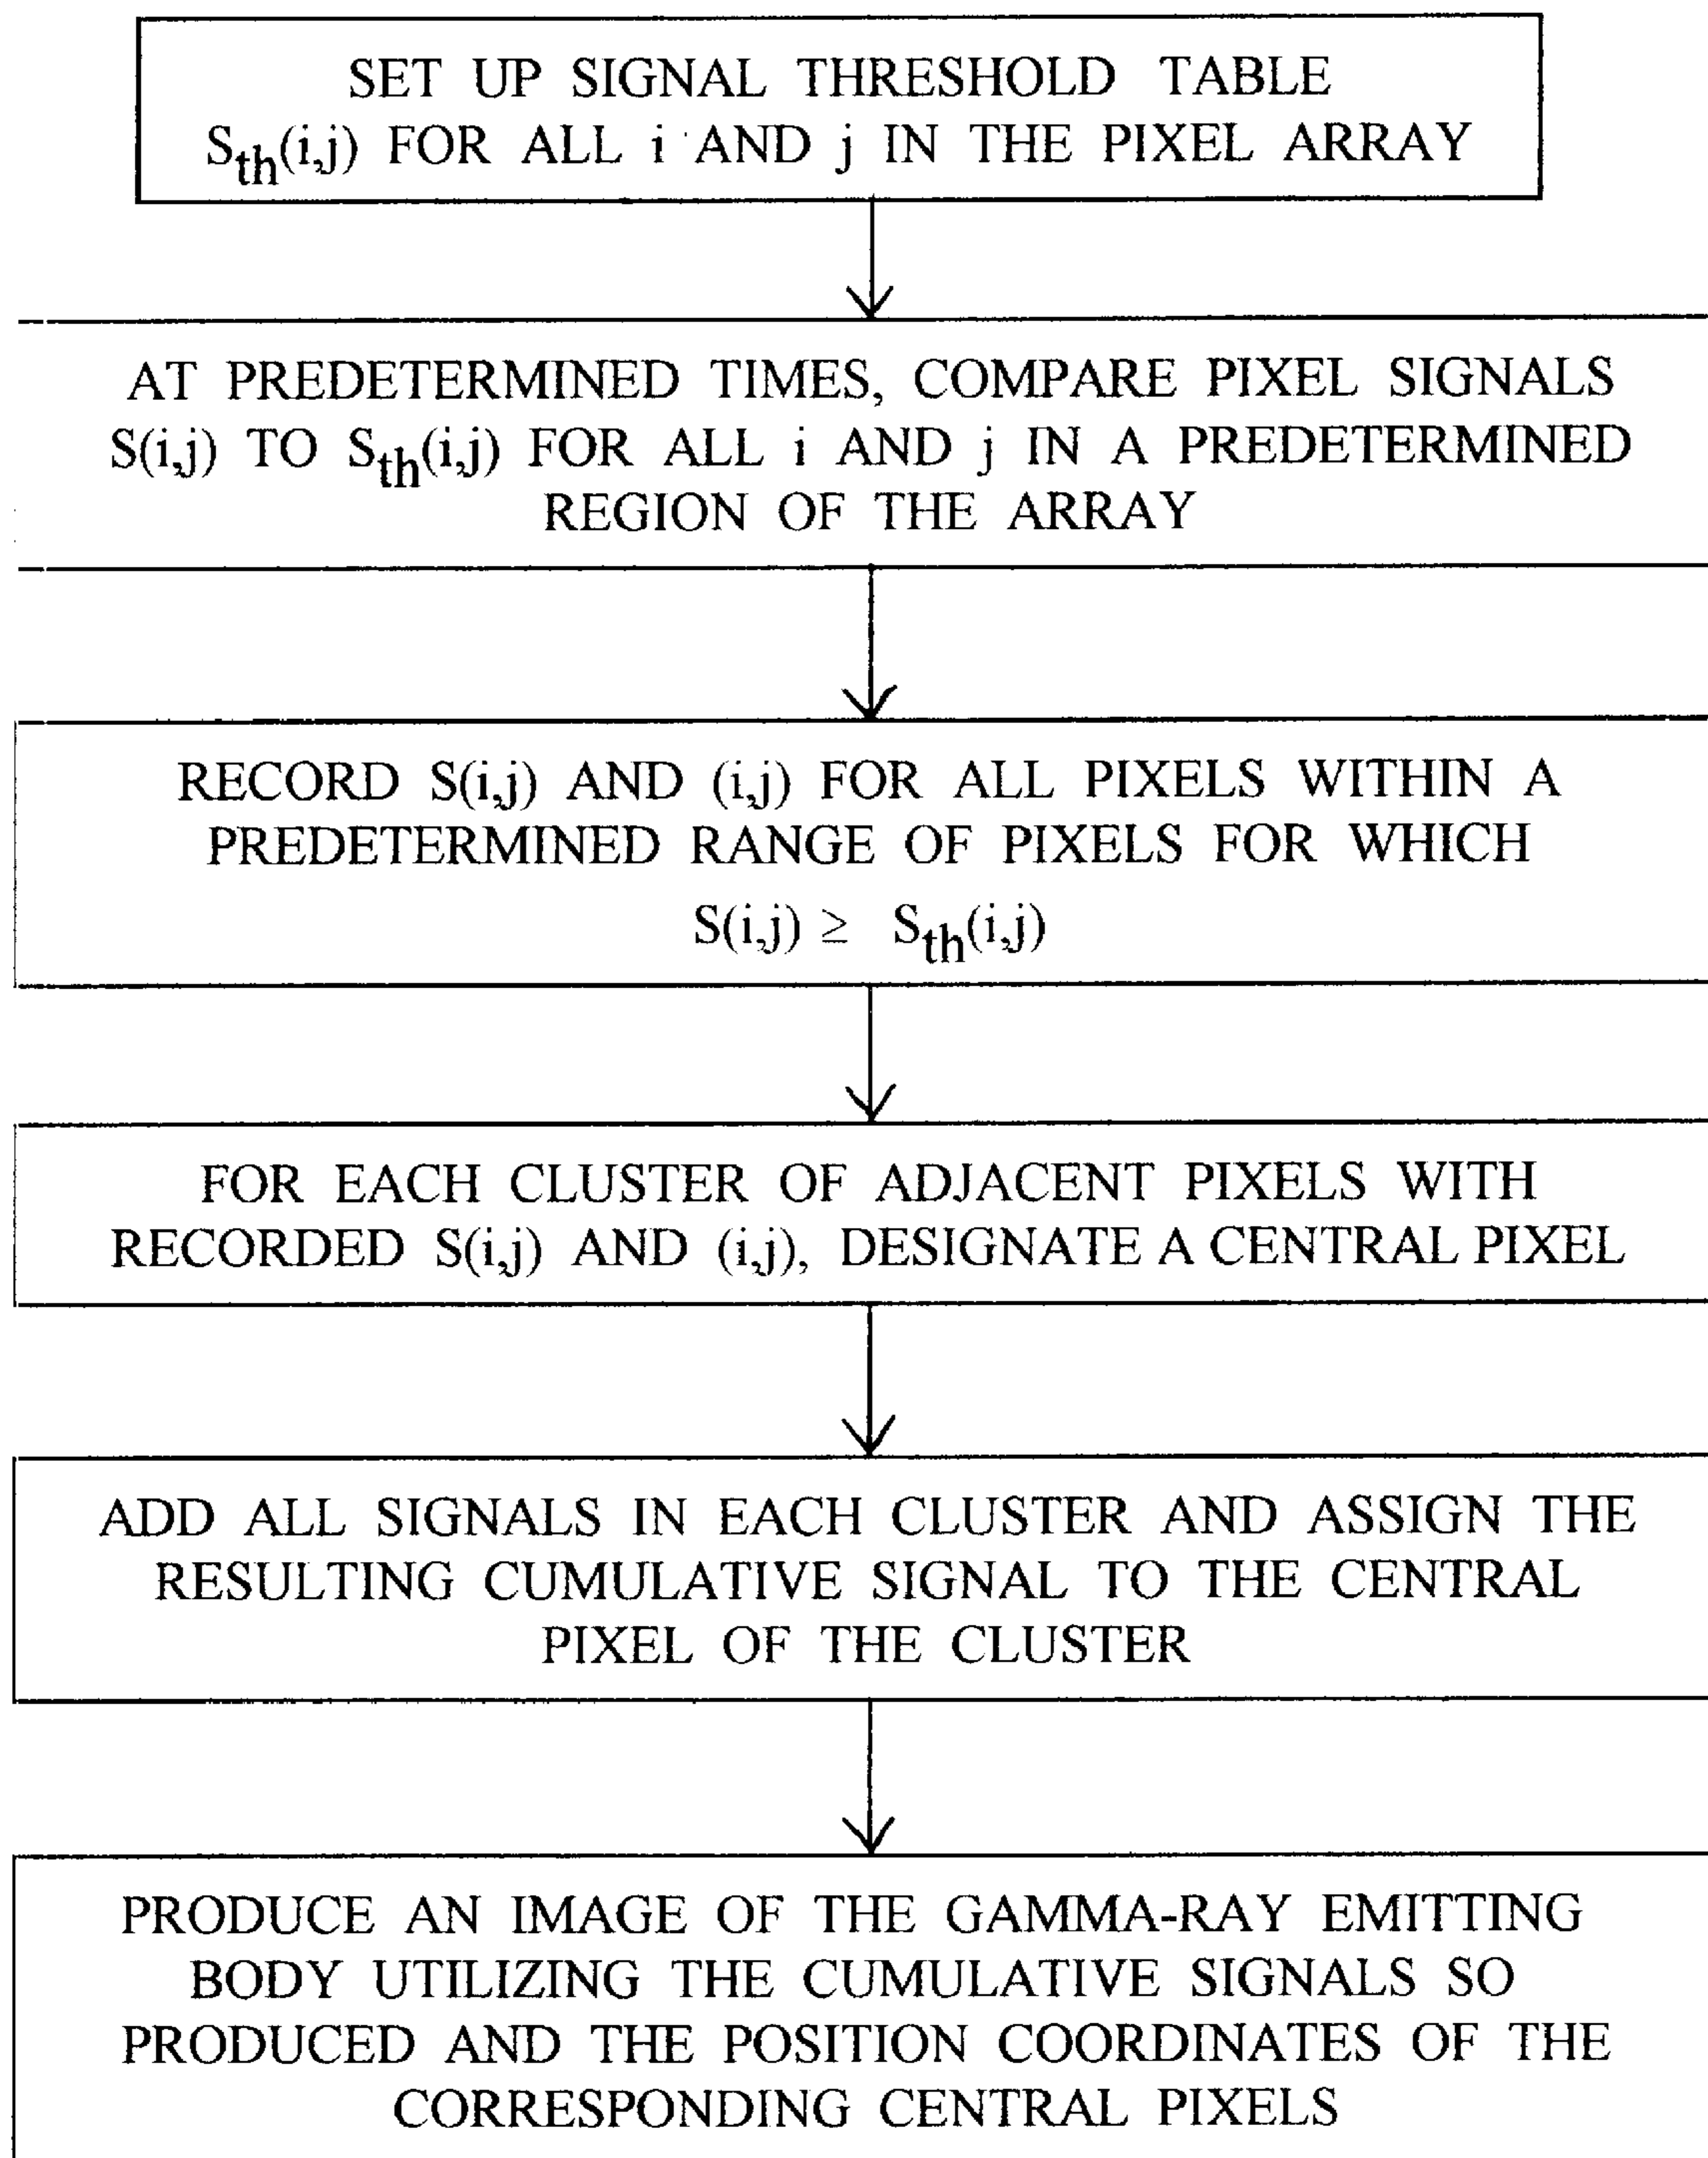 SET UP SIGNAL THRESHOLD TABLE
Sth(i,j) FOR ALL i AND j IN THE PIXEL ARRAY
AT PREDETERMINED TIMES, COMPARE PIXEL SIGNALS
S(i,j) TO Sth(i,j) FOR ALL i AND j IN A PREDETERMINED
REGION OF THE ARRAY
RECORD S(i,j) AND (i,j) FOR ALL PIXELS WITHIN A
PREDETERMINED RANGE OF PIXELS FOR WHICH
S(i,j) ≥ Sth(i,j)
FOR EACH CLUSTER OF ADJACENT PIXELS WITH
RECORDED S(i,j) AND (i,j), DESIGNATE A CENTRAL PIXEL
ADD ALL SIGNALS IN EACH CLUSTER AND ASSIGN THE
RESULTING CUMULATIVE SIGNAL TO THE CENTRAL
PIXEL OF THE CLUSTER
PRODUCE AN IMAGE OF THE GAMMA-RAY EMITTING
BODY UTILIZING THE CUMULATIVE SIGNALS SO
PRODUCED AND THE POSITION COORDINATES OF THE
CORRESPONDING CENTRAL PIXELS